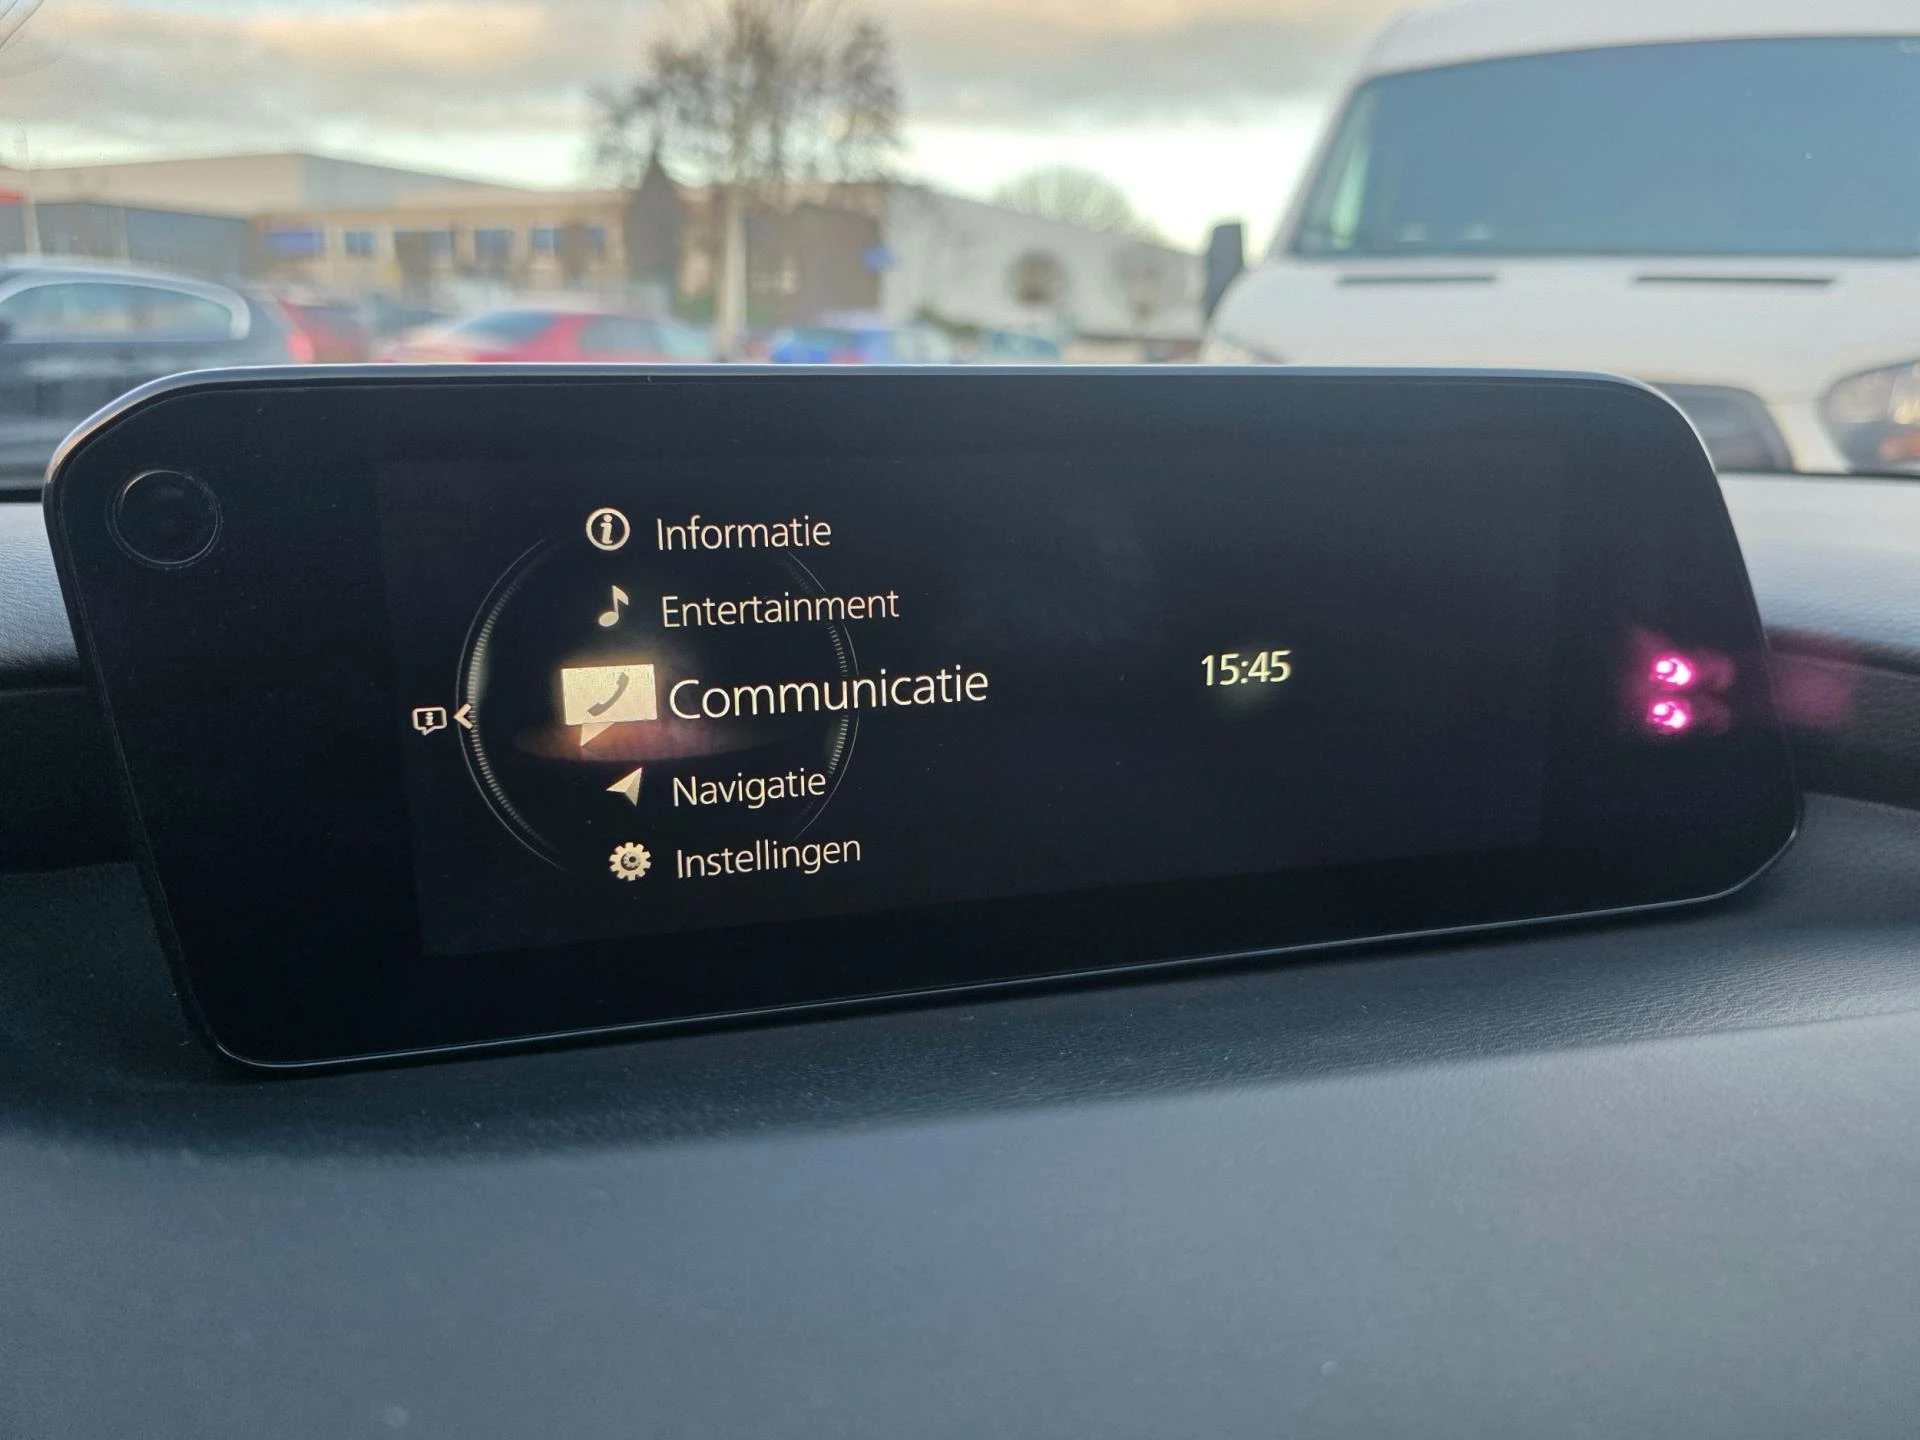 Informatie
Entertainment
Communicatie
15:45
Navigatie
Instellingen